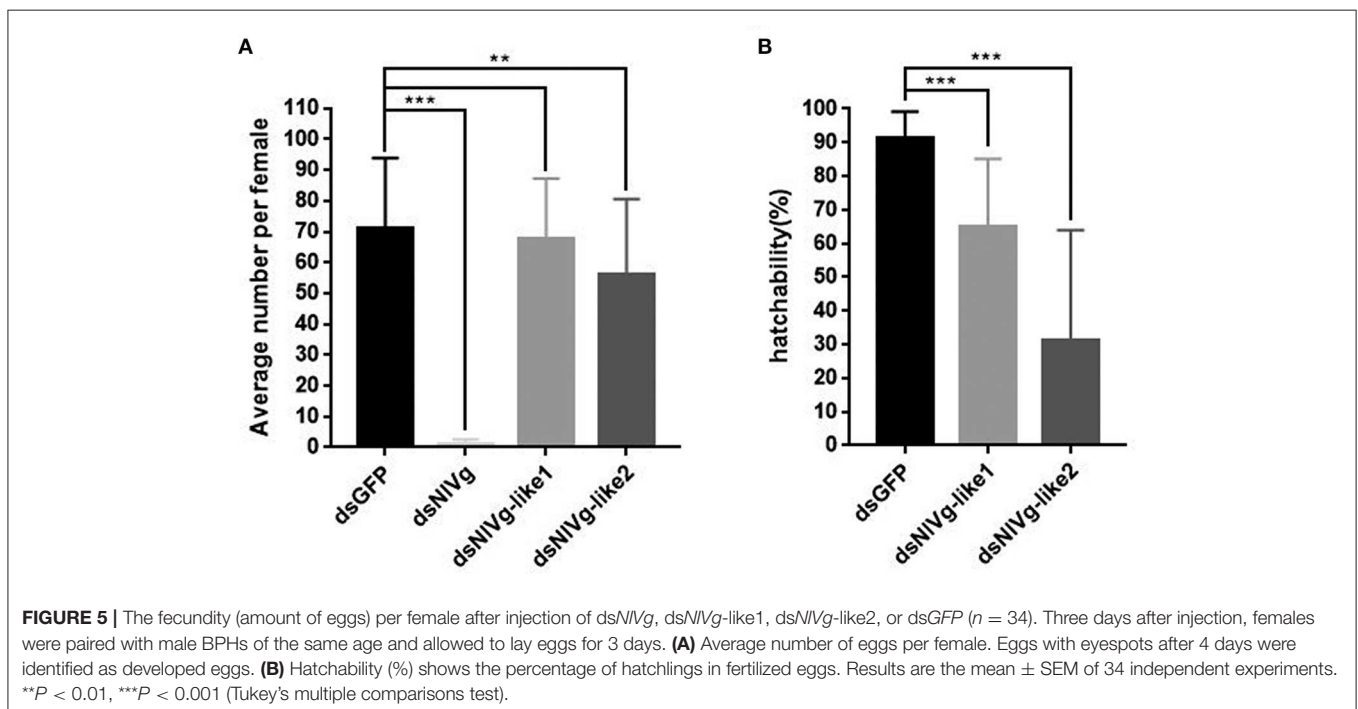 A
**
***
Average number per female
110
100
90
80
70
60
50
40
30
20
10
0
dsGFP
dsNlVg
dsNlVg-like1
dsNlVg-like2
B
***
***
hatchability(%)
100
90
80
70
60
50
40
30
20
10
0
dsGFP
dsNlVg-like1
dsNlVg-like2
FIGURE 5 | The fecundity (amount of eggs) per female after injection of dsNlVg, dsNlVg-like1, dsNlVg-like2, or dsGFP (n = 34). Three days after injection, females
were paired with male BPHs of the same age and allowed to lay eggs for 3 days. (A) Average number of eggs per female. Eggs with eyespots after 4 days were
identified as developed eggs. (B) Hatchability (%) shows the percentage of hatchlings in fertilized eggs. Results are the mean ± SEM of 34 independent experiments.
**P < 0.01, ***P < 0.001 (Tukey's multiple comparisons test).